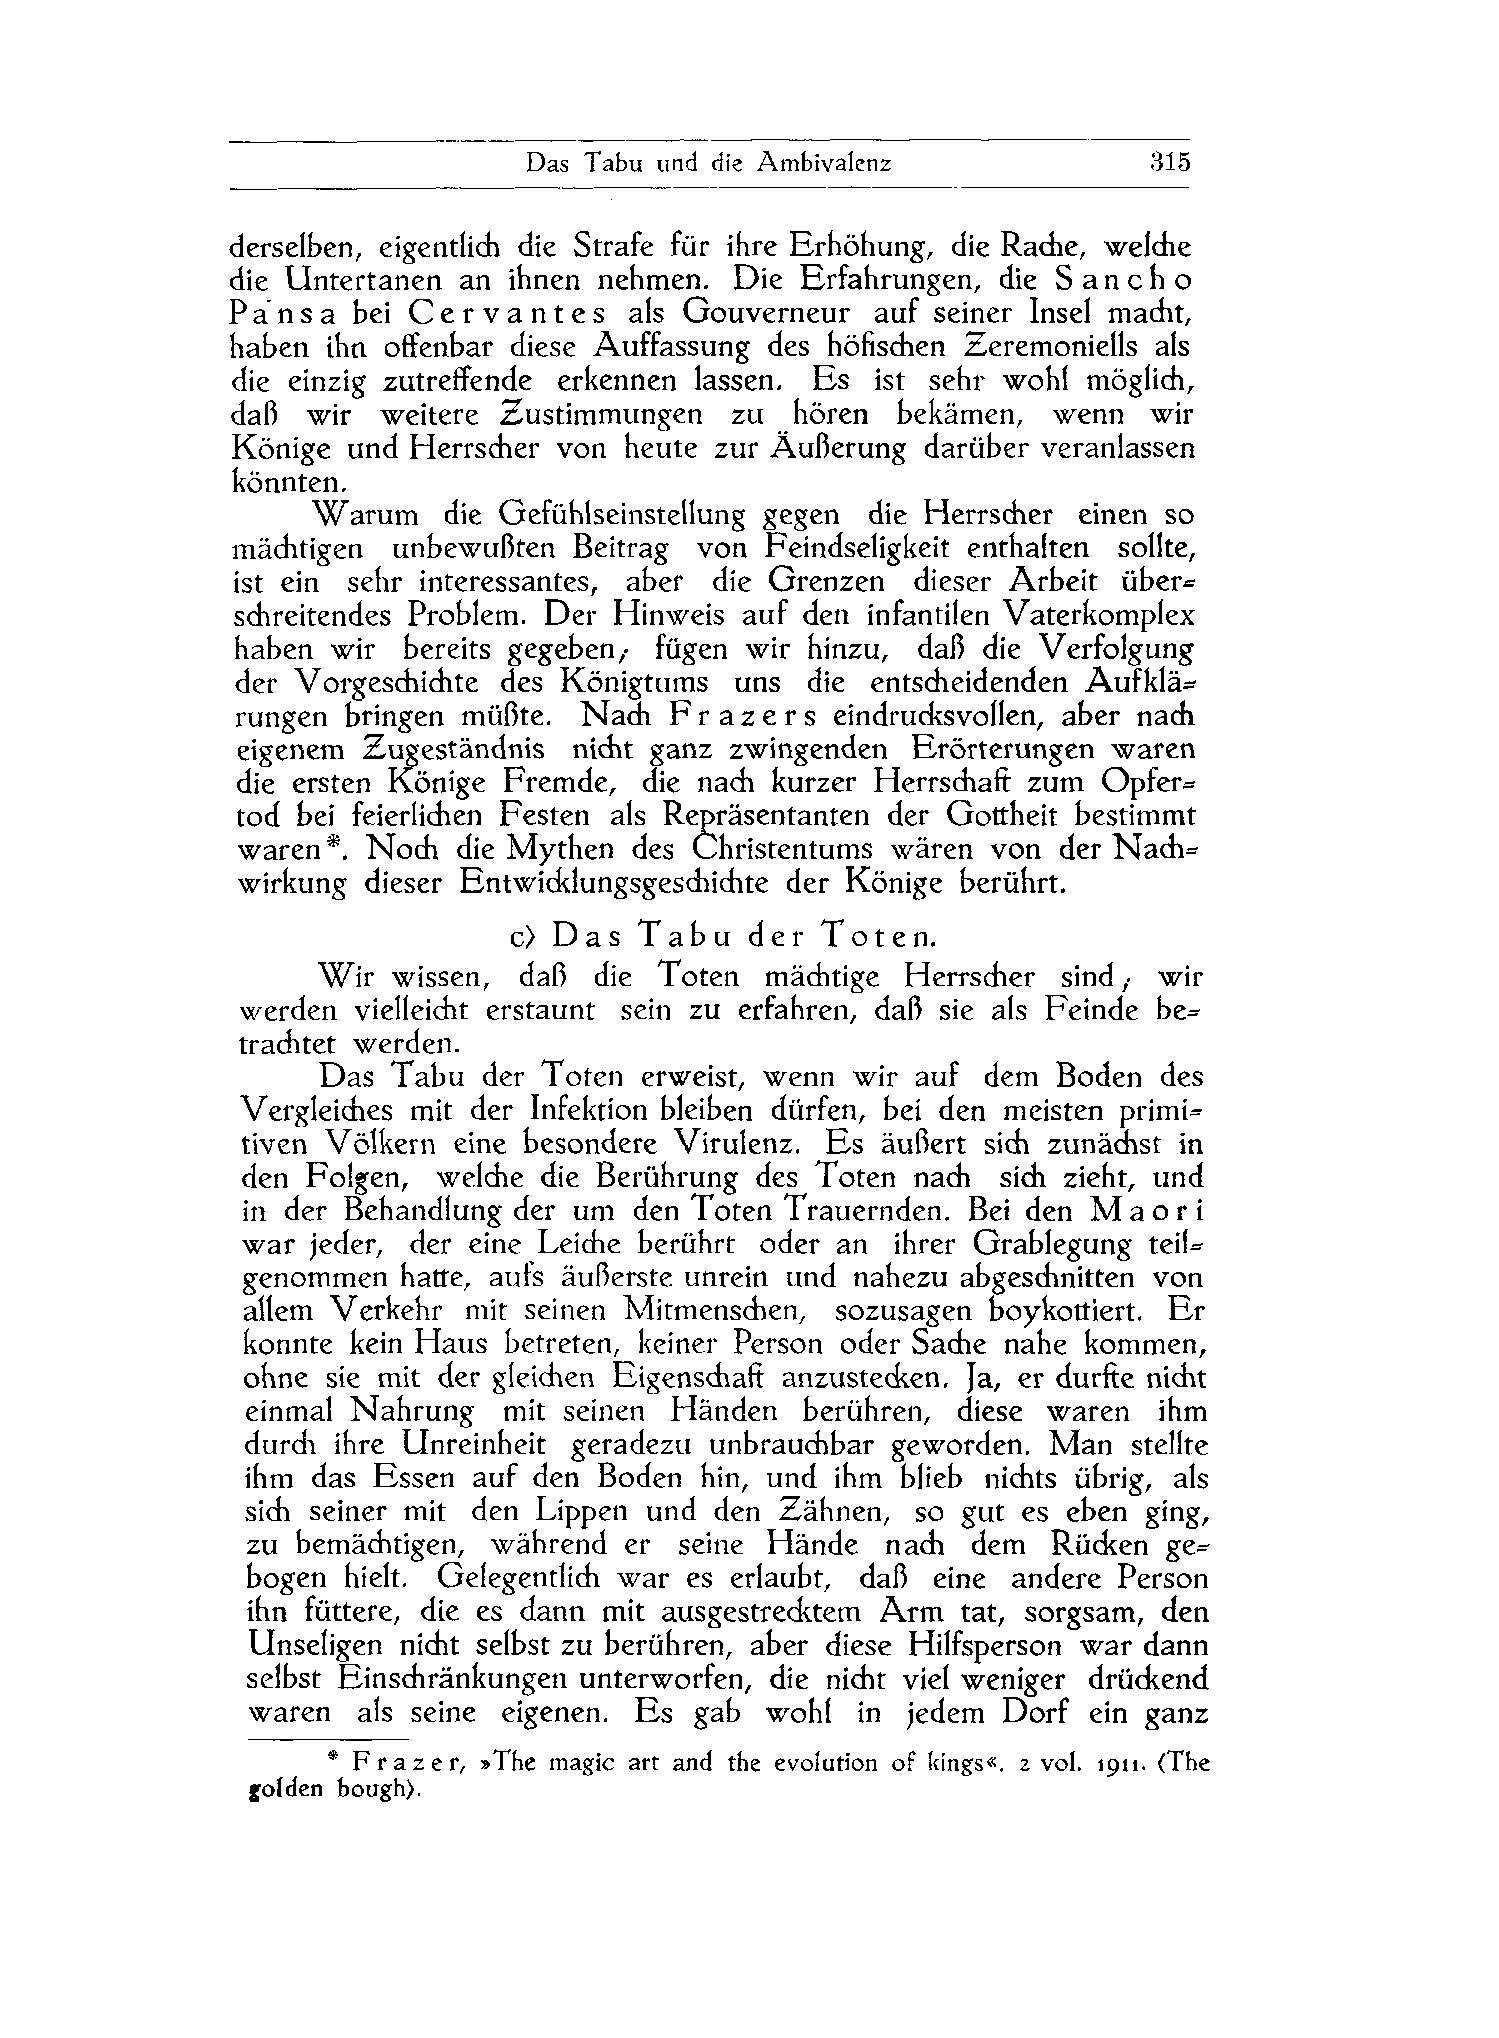 Das Tabu und die Ambivalenz 315
derselben, eigentlich die Strafe für ihre Erhöhung, die Rache, welche
die Untertanen an ihnen nehmen. Die Erfahrungen, die Sancho
Pansa bei Cervantes als Gouverneur auf seiner Insel macht,
haben ihn offenbar diese Auffassung des höfischen Zeremoniells als
die einzig zutreffende erkennen lassen. Es ist sehr wohl möglich,
daß wir weitere Zustimmungen zu hören bekämen, wenn wir
Könige und Herrscher von heute zur Äußerung darüber veranlassen
könnten.
Warum die Gefühlseinstellung gegen die Herrscher einen so
mächtigen unbewußten Beitrag von Feindseligkeit enthalten sollte,
ist ein sehr interessantes, aber die Grenzen dieser Arbeit über-
schreitendes Problem. Der Hinweis auf den infantilen Vaterkomplex
haben wir bereits gegeben; fügen wir hinzu, daß die Verfolgung
der Vorgeschichte des Königtums uns die entscheidenden Aufklä-
rungen bringen müßte. Nach Frazers eindrucksvollen, aber nach
eigenem Zugeständnis nicht ganz zwingenden Erörterungen waren
die ersten Könige Fremde, die nach kurzer Herrschaft zum Opfer-
tod bei feierlichen Festen als Repräsentanten der Gottheit bestimmt
waren*. Noch die Mythen des Christentums wären von der Nach-
wirkung dieser Entwicklungsgeschichte der Könige berührt.
c) Das Tabu der Toten.
Wir wissen, daß die Toten mächtige Herrscher sind; wir
werden vielleicht erstaunt sein zu erfahren, daß sie als Feinde be-
trachtet werden.
Das Tabu der Toten erweist, wenn wir auf dem Boden des
Vergleiches mit der Infektion bleiben dürfen, bei den meisten primi-
tiven Völkern eine besondere Virulenz. Es äußert sich zunächst in
den Folgen, welche die Berührung des Toten nach sich zieht, und
in der Behandlung der um den Toten Trauernden. Bei den Maori
war jeder, der eine Leiche berührt oder an ihrer Grablegung teil-
genommen hatte, aufs äußerste unrein und nahezu abgeschnitten von
allem Verkehr mit seinen Mitmenschen, sozusagen boykottiert. Er
konnte kein Haus betreten, keiner Person oder Sache nahe kommen,
ohne sie mit der gleichen Eigenschaft anzustecken. Ja, er durfte nicht
einmal Nahrung mit seinen Händen berühren, diese waren ihm
durch ihre Unreinheit geradezu unbrauchbar geworden. Man stellte
ihm das Essen auf den Boden hin, und ihm blieb nichts übrig, als
sich seiner mit den Lippen und den Zähnen, so gut es eben ging,
zu bemächtigen, während er seine Hände nach dem Rücken ge-
bogen hielt. Gelegentlich war es erlaubt, daß eine andere Person
ihn füttere, die es dann mit ausgestrecktem Arm tat, sorgsam, den
Unseligen nicht selbst zu berühren, aber diese Hilfsperson war dann
selbst Einschränkungen unterworfen, die nicht viel weniger drückend
waren als seine eigenen. Es gab wohl in jedem Dorf ein ganz
* Frazer, »The magic art and the evolution of kings«. 2 vol. 1911. (The
golden bough).